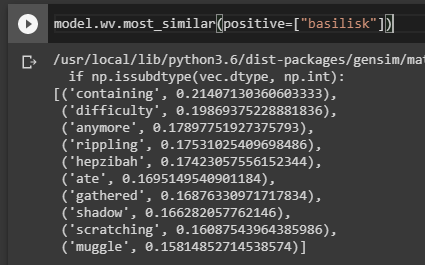 model.wv.most_similar(positive=["basilisk"])
/usr/local/lib/python3.6/dist-packages/gensim/mat
if np.issubdtype(vec.dtype, np.int):
[('containing', 0.21407130360603333),
('difficulty', 0.19869375228881836),
('anymore', 0.17897751927375793),
('rippling', 0.17531025409698486),
('hepzibah', 0.17423057556152344),
('ate', 0.1695149540901184),
('gathered', 0.16876330971717834),
('shadow', 0.166282057762146),
('scratching', 0.16087543964385986),
('muggle', 0.15814852714538574)]